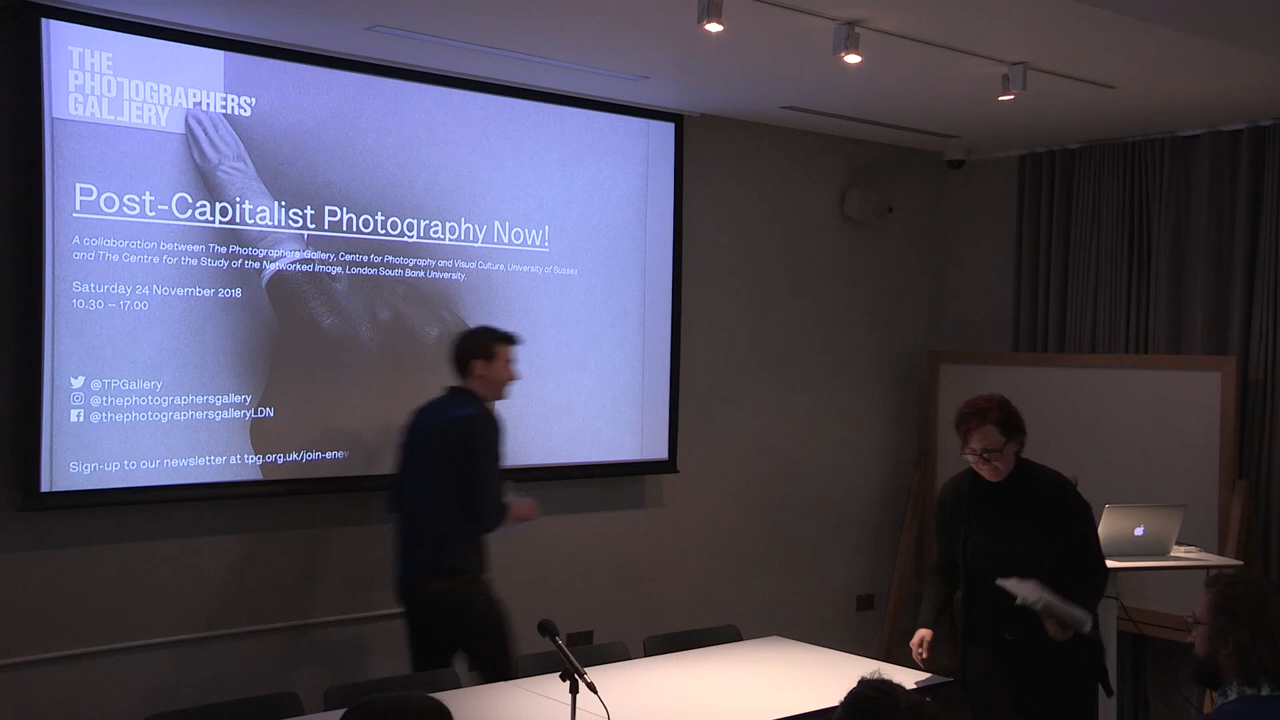 THE
PHOTOGRAPHERS'
GALLERY
Post-Capitalist Photography Now!
A collaboration between The Photographers' Gallery, Centre for Photography and Visual Culture, University of Sussex
and The Centre for the Study of the Networked Image, London South Bank University.
Saturday 24 November 2018
10.30 – 17.00
@TPGallery
@thephotographersgallery
@thephotographersgalleryLDN
Sign-up to our newsletter at tpg.org.uk/join-enew